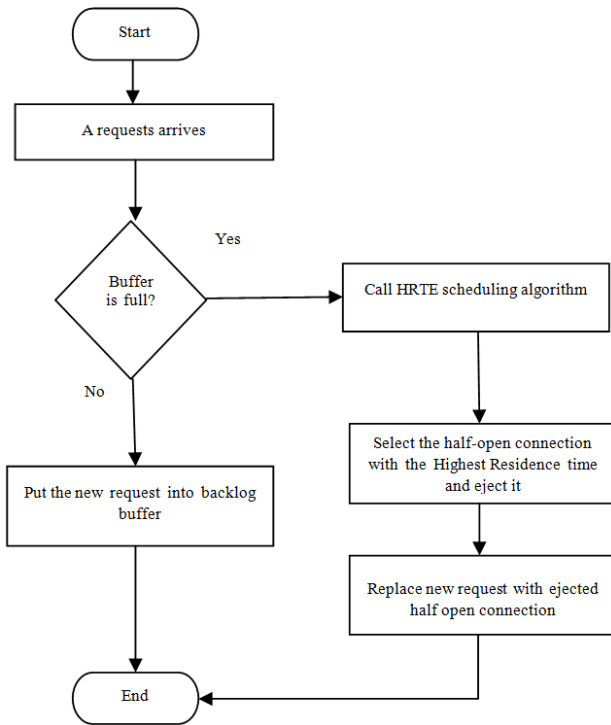 Start
A requests arrives
Yes
Buffer
is full?
Call HRTE scheduling algorithm
No
Select the half-open connection
with the Highest Residence time
and eject it
Put the new request into backlog
buffer
Replace new request with ejected
half open connection
End